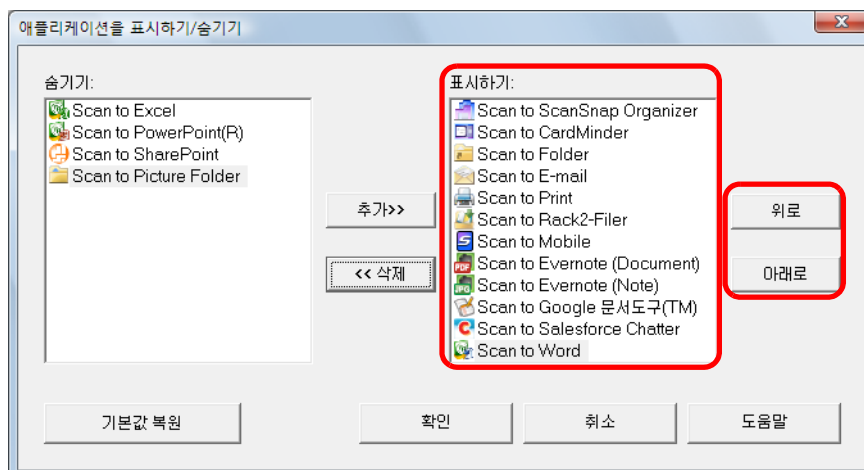 애플리케이션을 표시하기/숨기기
숨기기:
Scan to Excel
Scan to PowerPoint(R)
Scan to SharePoint
Scan to Picture Folder
추가>>
<< 삭제
표시하기:
Scan to ScanSnap Organizer
Scan to CardMinder
Scan to Folder
Scan to E-mail
Scan to Print
Scan to Rack2-Filer
Scan to Mobile
Scan to Evernote (Document)
Scan to Evernote (Note)
Scan to Google 문서도구(TM)
Scan to Salesforce Chatter
Scan to Word
위로
아래로
기본값 복원
확인
취소
도움말